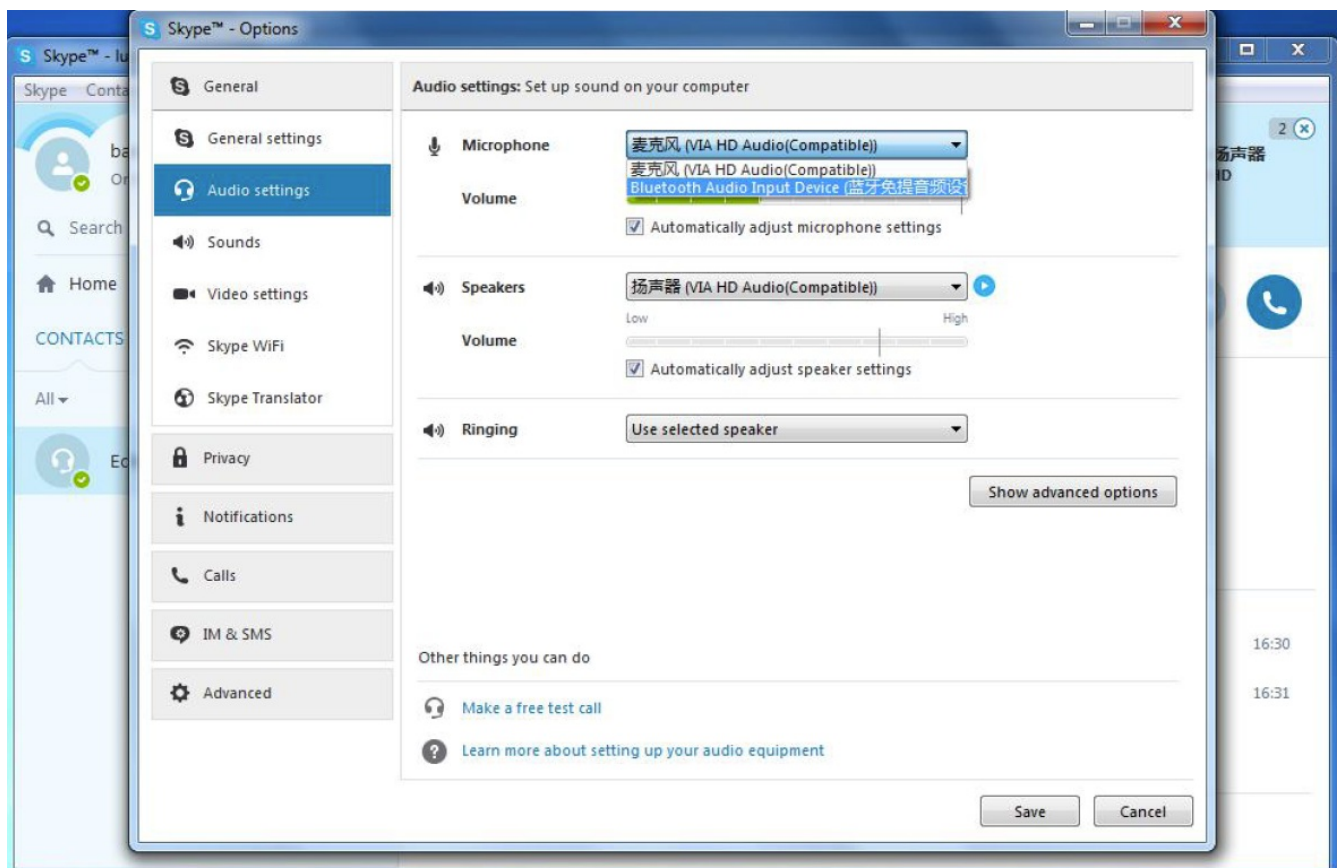 Skype™ - Options
Skype™ - lu
Skype Conta
General
General settings
Audio settings
Sounds
Video settings
Skype WiFi
Skype Translator
Privacy
Notifications
Calls
IM & SMS
Advanced
Search
Home
CONTACTS
All
Audio settings: Set up sound on your computer
Microphone
麦克风 (VIA HD Audio(Compatible))
麦克风 (VIA HD Audio(Compatible))
Bluetooth Audio Input Device (蓝牙免提音频设
Volume
Automatically adjust microphone settings
Speakers
扬声器 (VIA HD Audio(Compatible))
Low High
Volume
Automatically adjust speaker settings
Ringing
Use selected speaker
Show advanced options
Other things you can do
Make a free test call
Learn more about setting up your audio equipment
Save
Cancel
2
扬声器
16:30
16:31